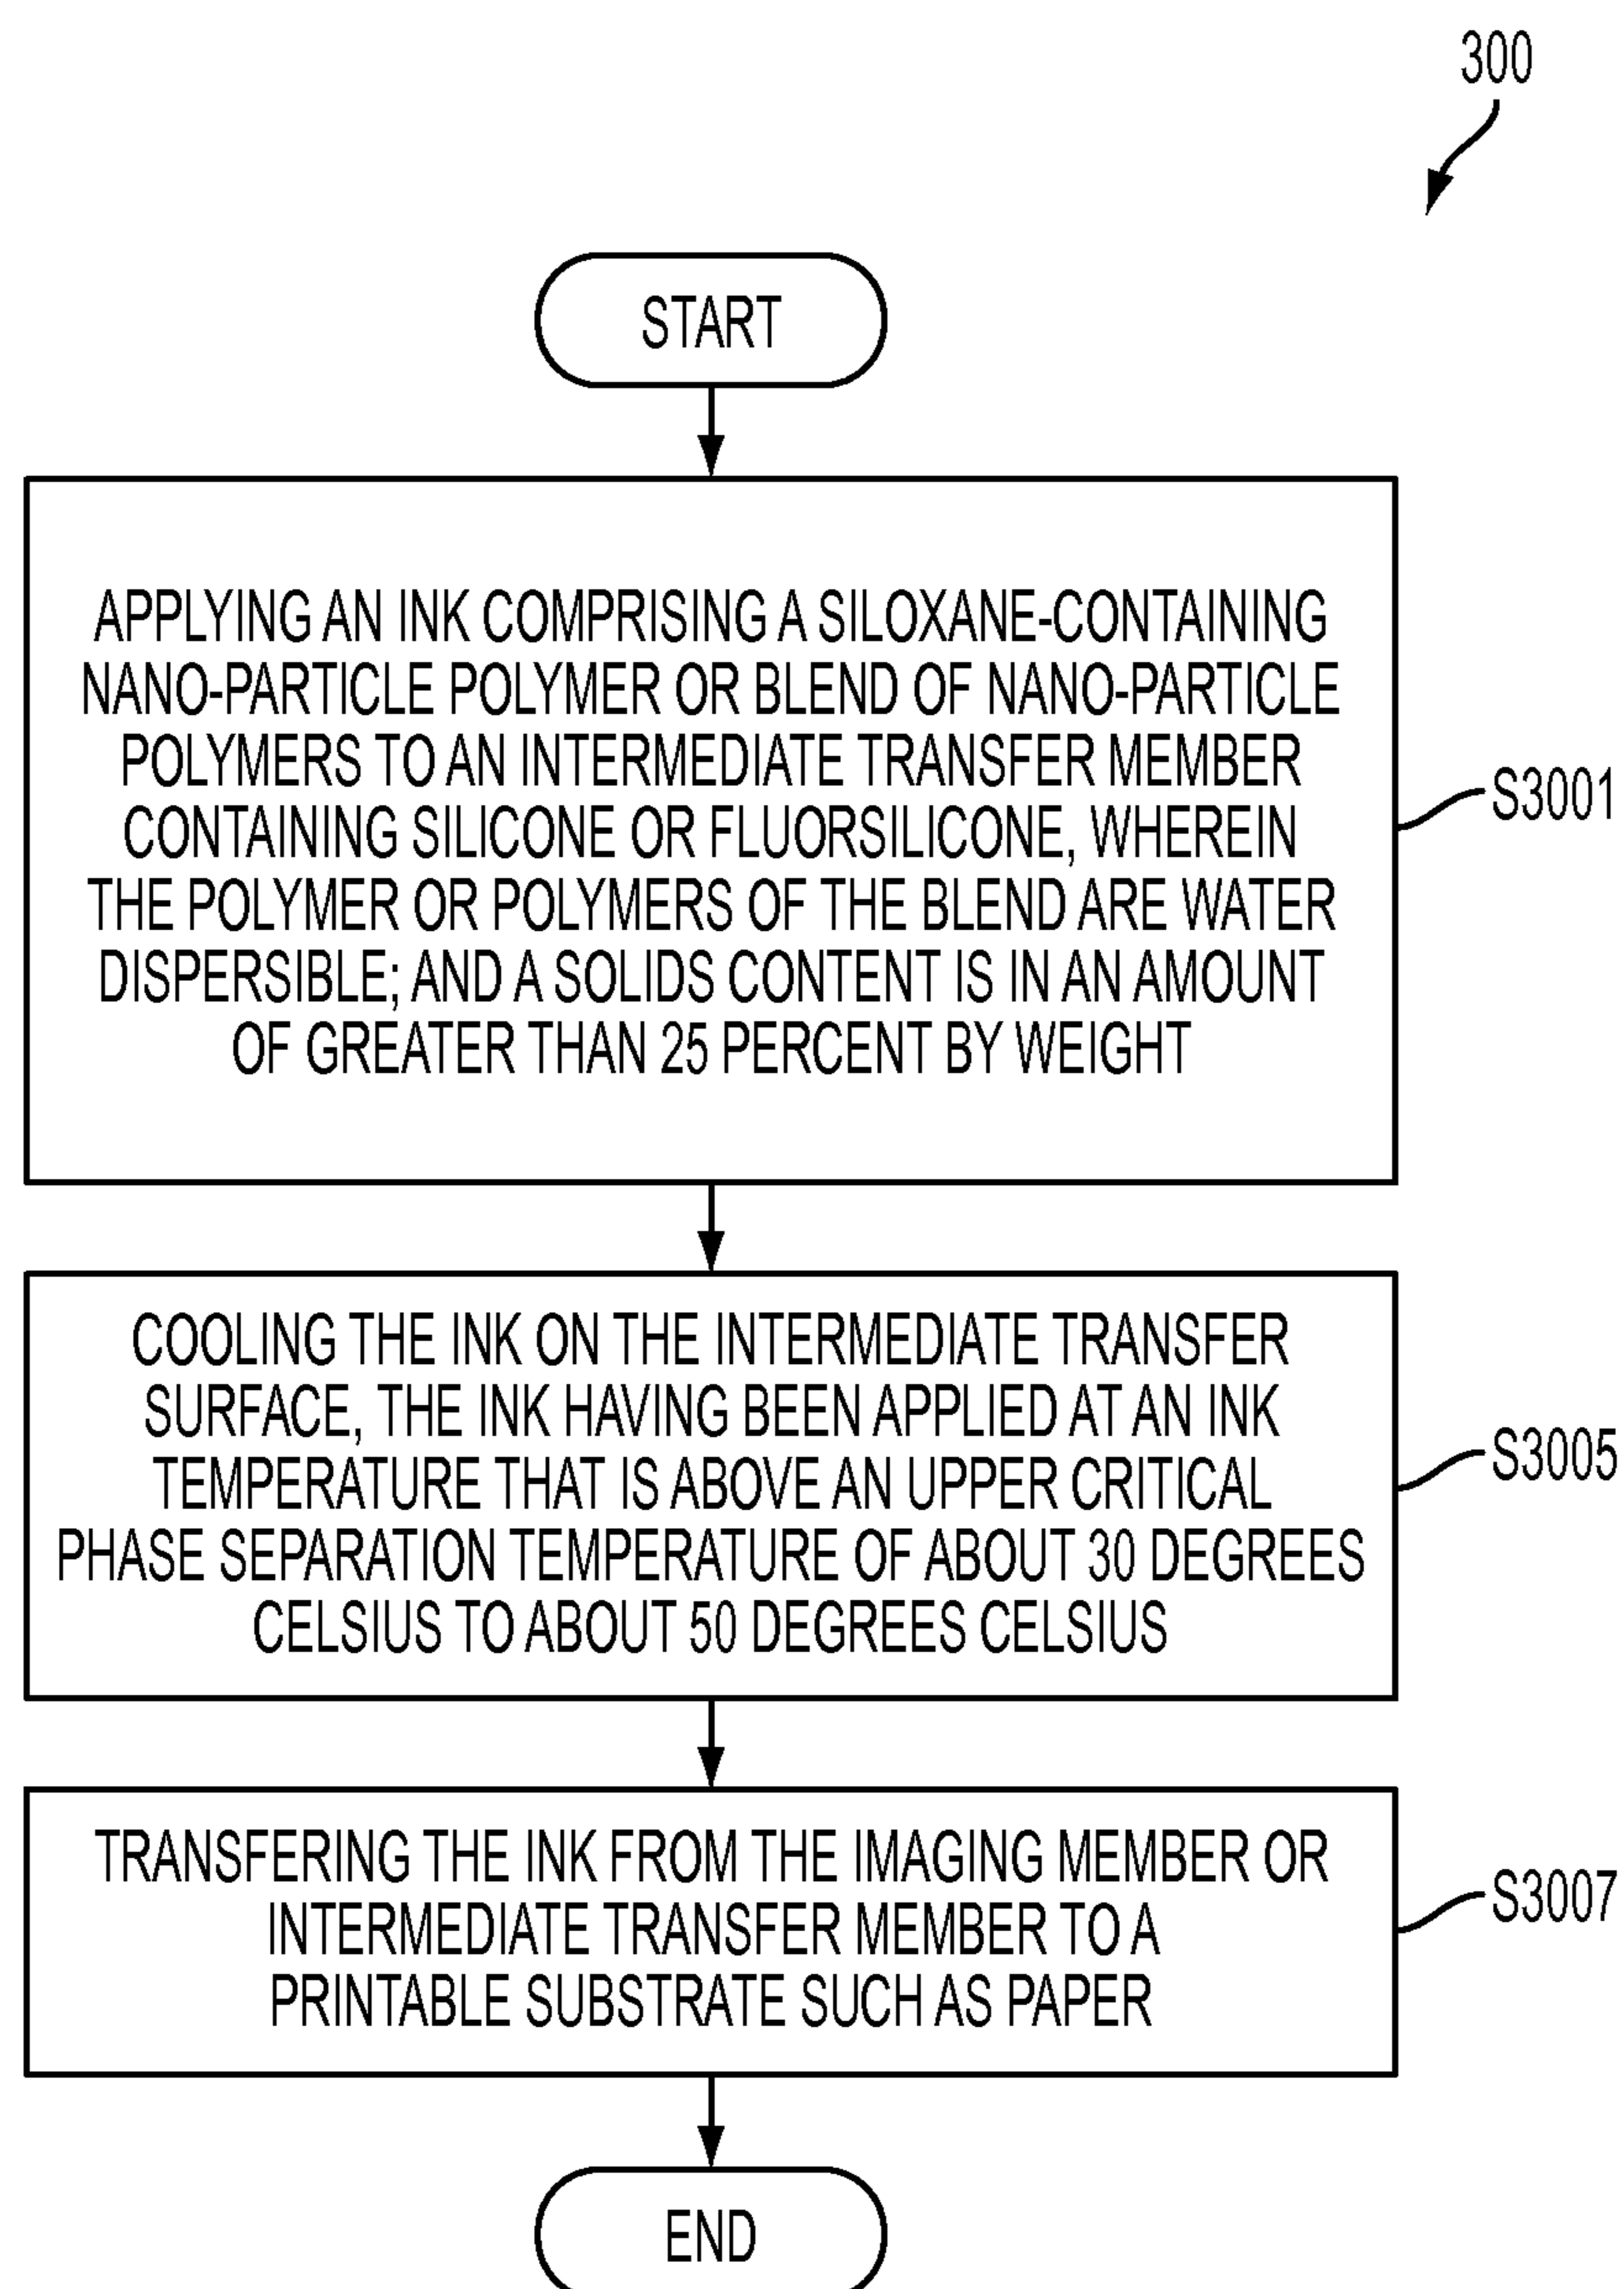 300
START
APPLYING AN INK COMPRISING A SILOXANE-CONTAINING
NANO-PARTICLE POLYMER OR BLEND OF NANO-PARTICLE
POLYMERS TO AN INTERMEDIATE TRANSFER MEMBER
CONTAINING SILICONE OR FLUORSILICONE, WHEREIN
THE POLYMER OR POLYMERS OF THE BLEND ARE WATER
DISPERSIBLE; AND A SOLIDS CONTENT IS IN AN AMOUNT
OF GREATER THAN 25 PERCENT BY WEIGHT
S3001
COOLING THE INK ON THE INTERMEDIATE TRANSFER
SURFACE, THE INK HAVING BEEN APPLIED AT AN INK
TEMPERATURE THAT IS ABOVE AN UPPER CRITICAL
PHASE SEPARATION TEMPERATURE OF ABOUT 30 DEGREES
CELSIUS TO ABOUT 50 DEGREES CELSIUS
S3005
TRANSFERING THE INK FROM THE IMAGING MEMBER OR
INTERMEDIATE TRANSFER MEMBER TO A
PRINTABLE SUBSTRATE SUCH AS PAPER
S3007
END